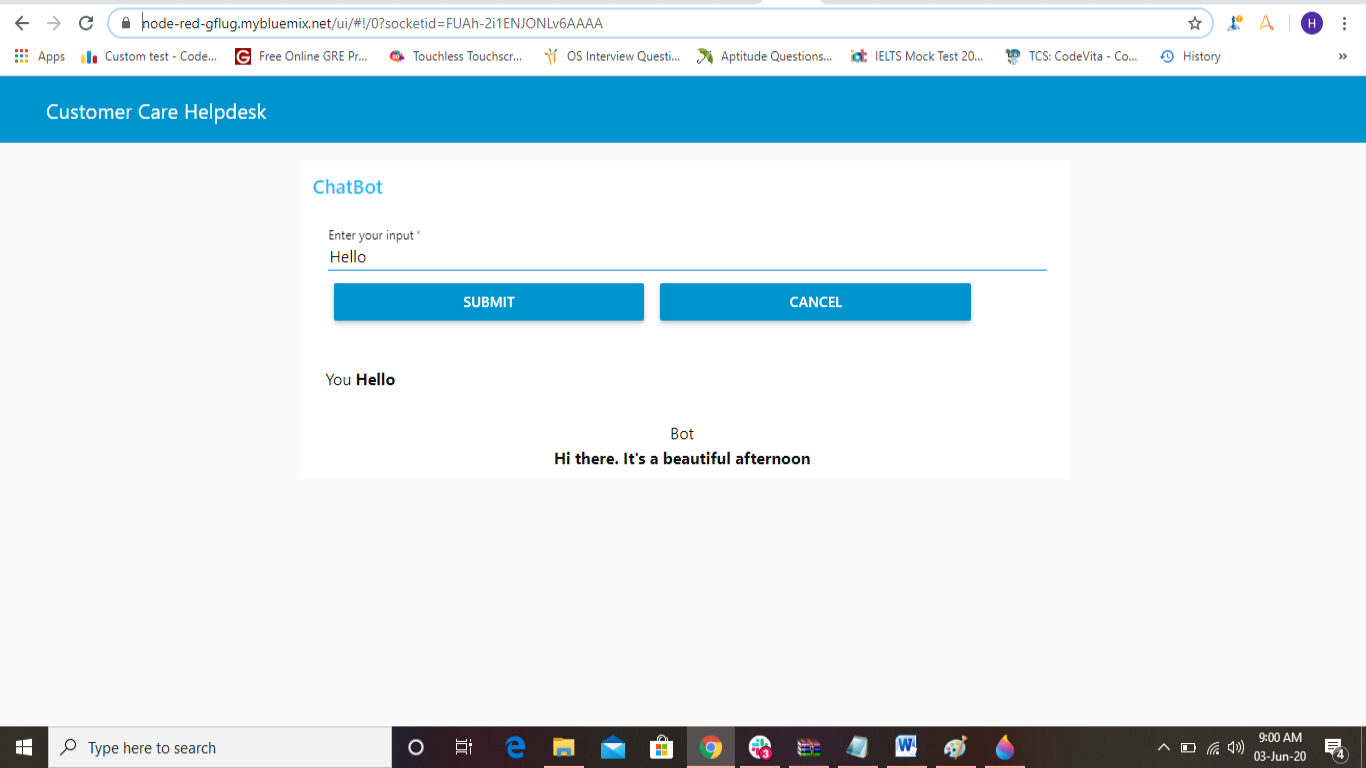 node-red-gflug.mybluemix.net/ui/#!/0?socketid=FUAh-2i1ENJONLv6AAAA H
Apps Custom test - Code... G Free Online GRE Pr... Touchless Touchscr... OS Interview Questi... Aptitude Questions... IELTS Mock Test 20... TCS: CodeVita - Co... History »
Customer Care Helpdesk
ChatBot
Enter your input *
Hello
SUBMIT CANCEL
You Hello
Bot
Hi there. It's a beautiful afternoon
Type here to search 3 W 9:00 AM
03-Jun-20 4